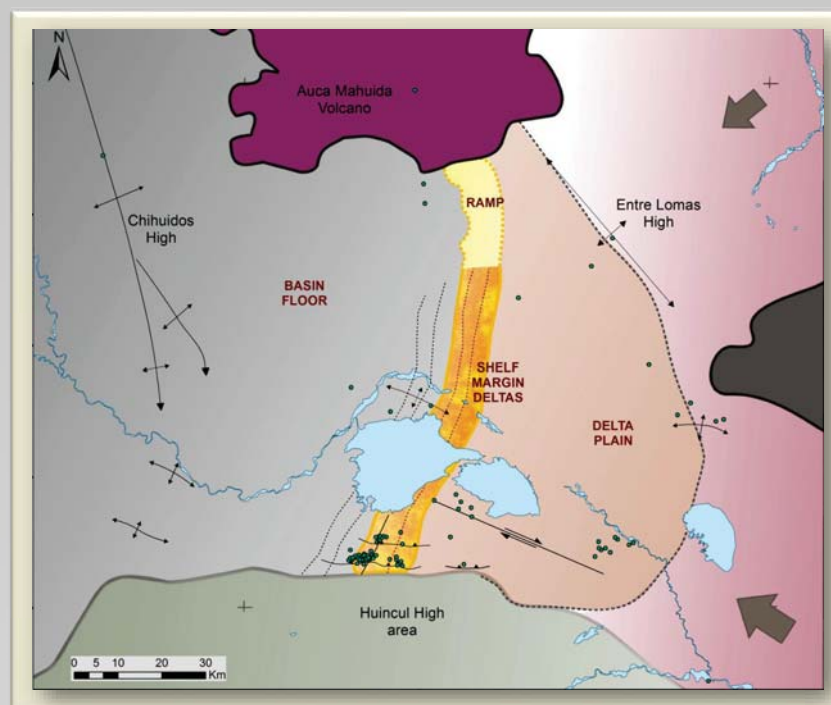 N
Auca Mahuida
Volcano
RAMP
Entre Lomas
High
Chihuidos
High
BASIN
FLOOR
SHELF
MARGIN
DELTAS
DELTA
PLAIN
Huincul High
area
0 5 10 20 30
Km